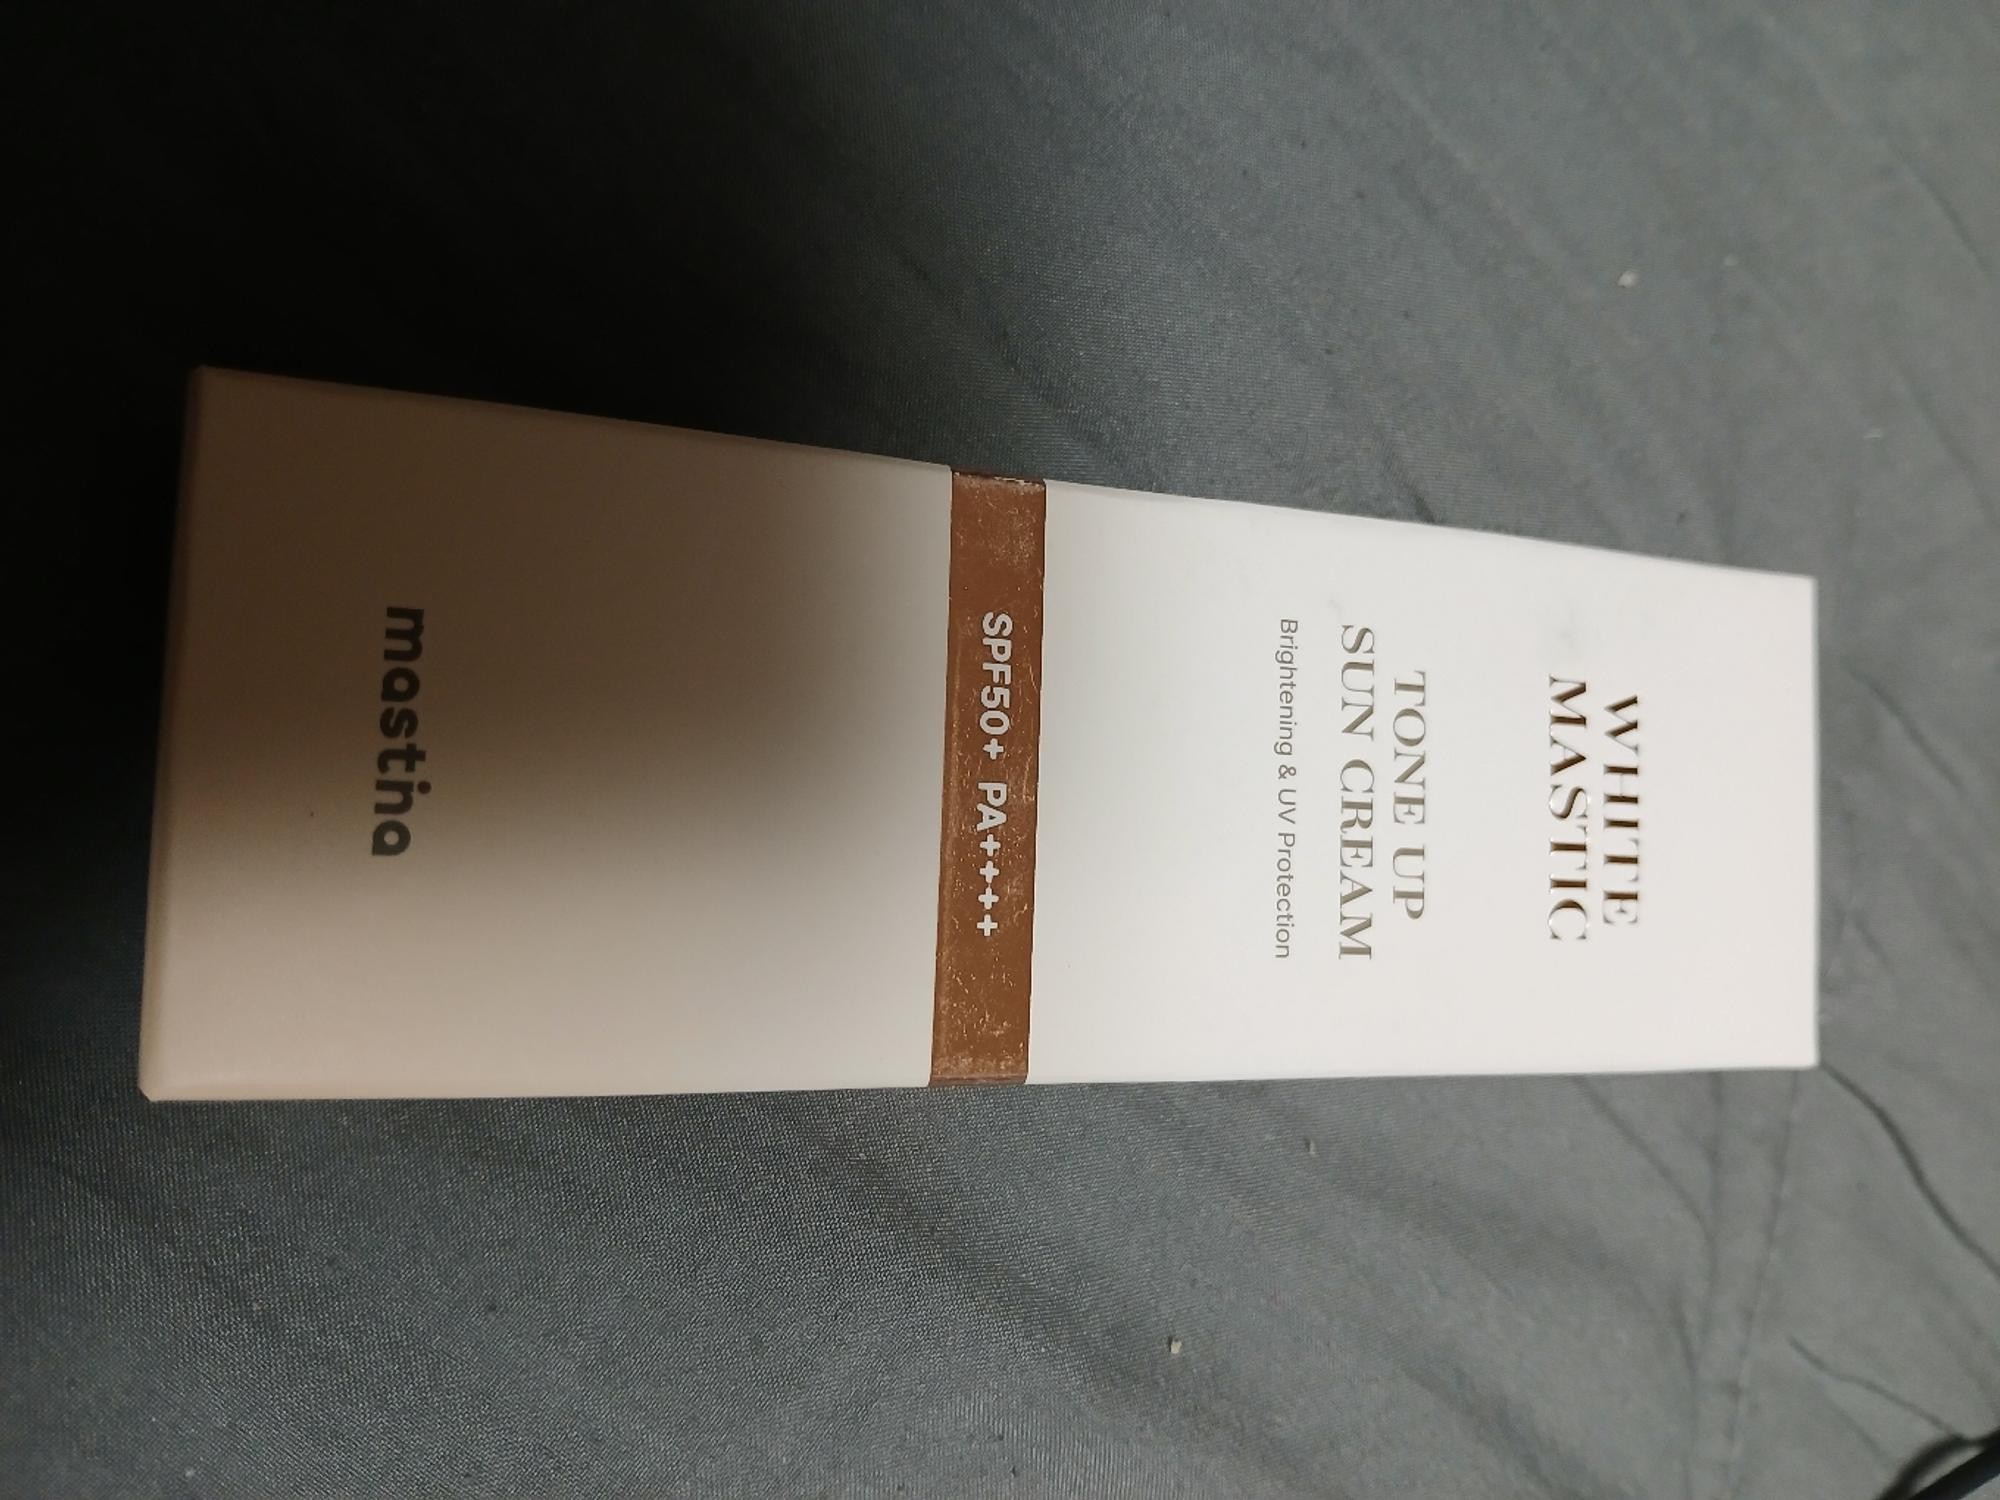 WHITE
MASTIC
TONE UP
SUN CREAM
Brightening & UV Protection
SPF50+ PA++++
mastina